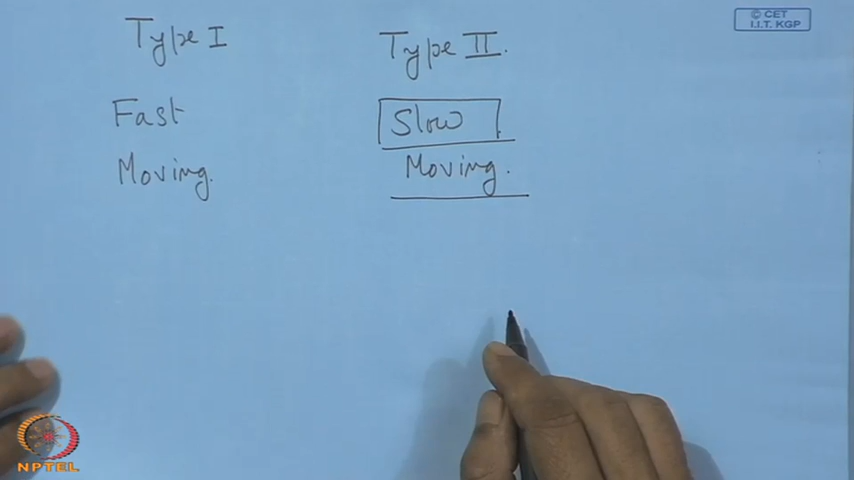 Type I
Type II.
Fast
Moving.
Slow
Moving.
© CET
I.I.T. KGP
NPTEL